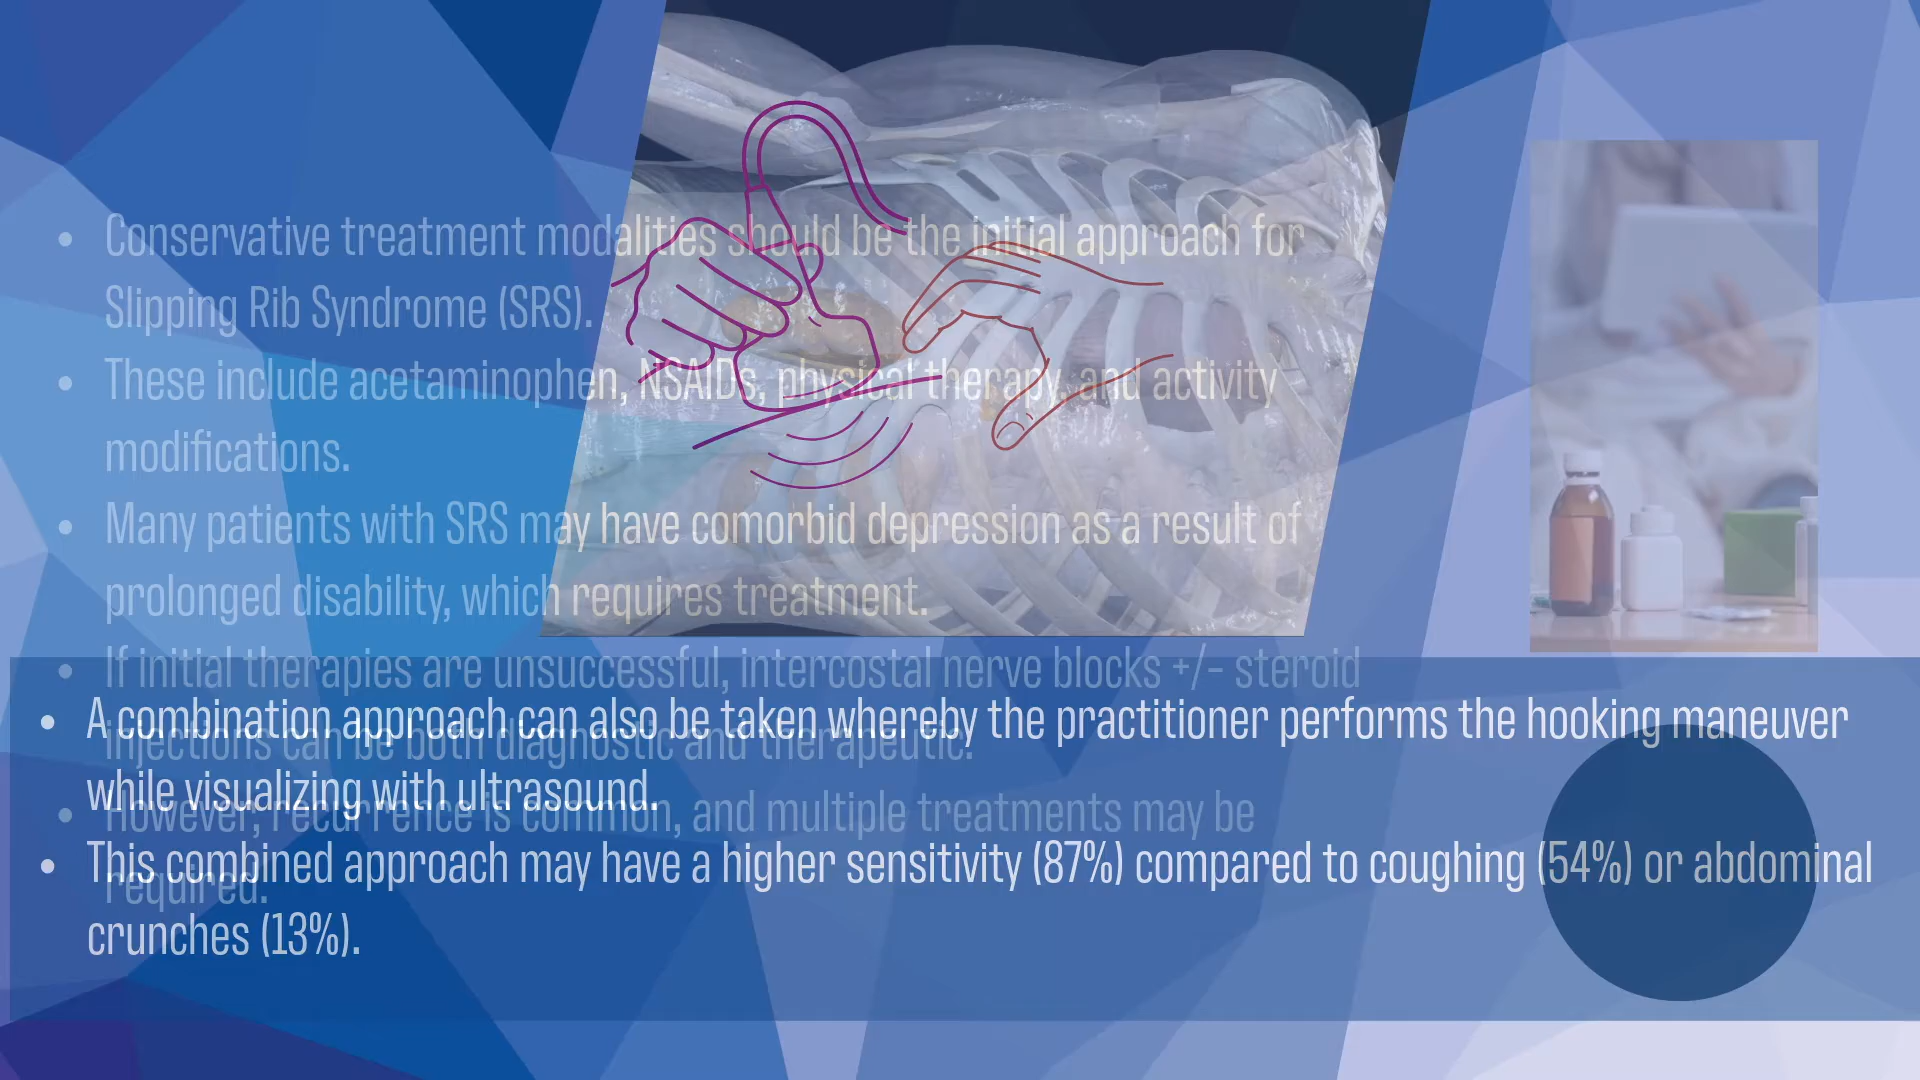 Conservative treatment modalities should be the initial approach for
Slipping Rib Syndrome (SRS).
These include acetaminophen, NSAIDs, physical therapy, and activity
modifications.
Many patients with SRS may have comorbid depression as a result of
prolonged disability, which requires treatment.
If initial therapies are unsuccessful, intercostal nerve blocks +/- steroid
injections can be both diagnostic and therapeutic.
However, recurrence is common, and multiple treatments may be
required.
A combination approach can also be taken whereby the practitioner performs the hooking maneuver
while visualizing with ultrasound.
This combined approach may have a higher sensitivity (87%) compared to coughing (54%) or abdominal
crunches (13%).